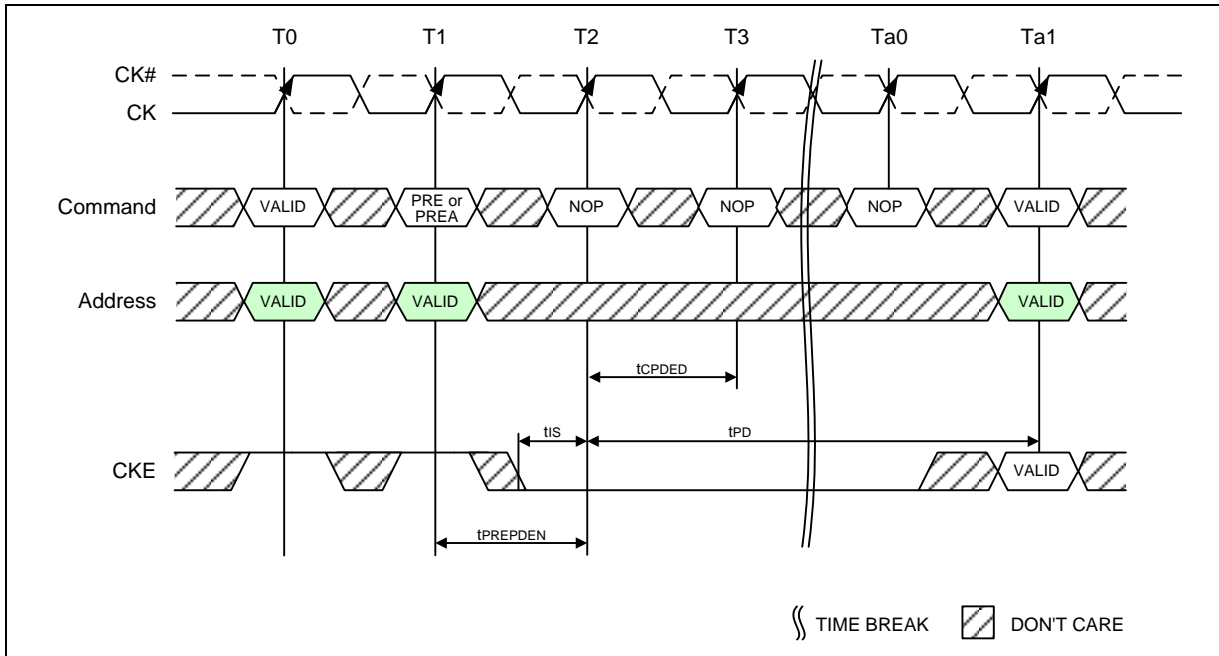 T0 T1 T2 T3 Ta0 Ta1
CK#
CK
Command VALID PRE or PREA NOP NOP NOP VALID
Address VALID VALID VALID
tCPDED
tIS tPD
CKE VALID
tPREPDEN
TIME BREAK DON'T CARE